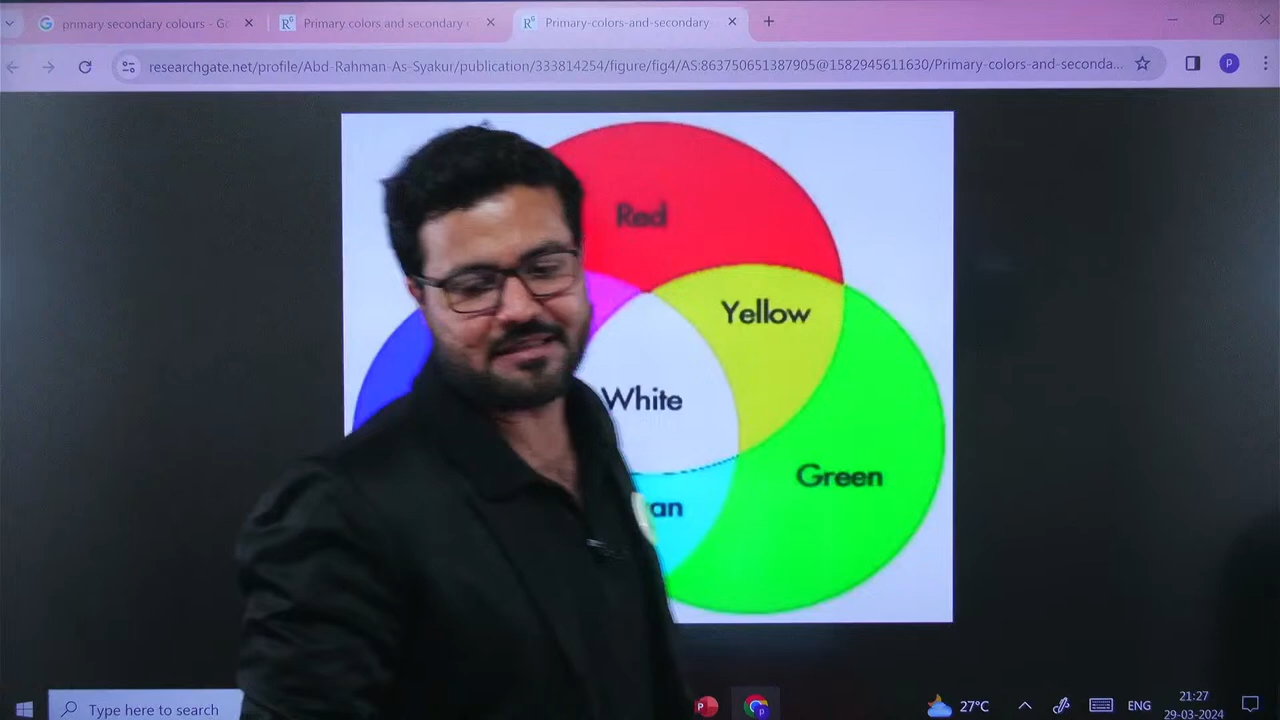 primary secondary colours - Go
Primary colors and secondary c
Primary-colors-and-secondary
researchgate.net/profile/Abd-Rahman-As-Syakur/publication/333814254/figure/fig4/AS:863750651387905@1582945611630/Primary-colors-and-seconda...
P
Red
Yellow
White
Green
an
Type here to search
27°C
ENG
21:27
29-03-2024